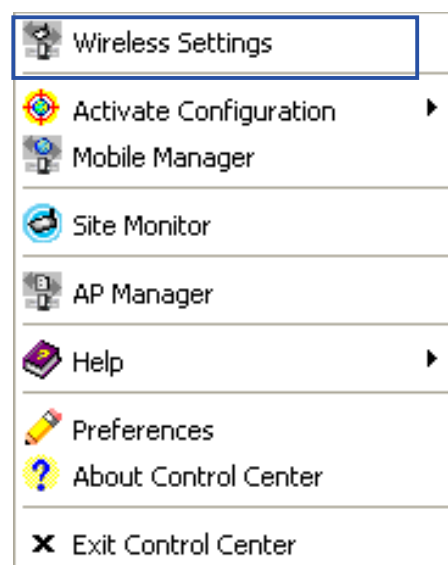 Wireless Settings
Activate Configuration
Mobile Manager
Site Monitor
AP Manager
Help
Preferences
About Control Center
Exit Control Center